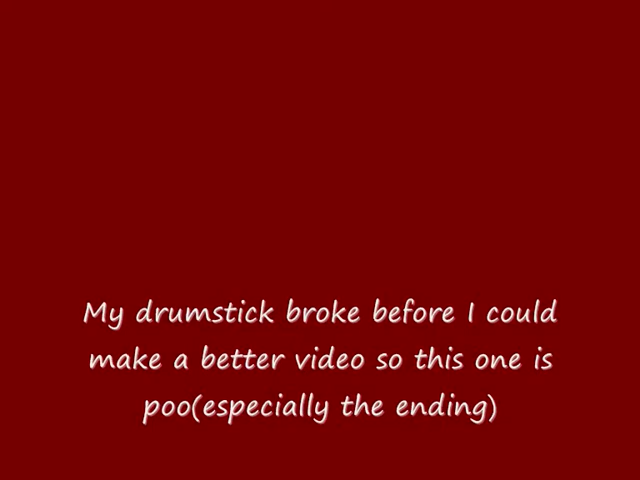 My drumstick broke before I could
make a better video so this one is
poo(especially the ending)